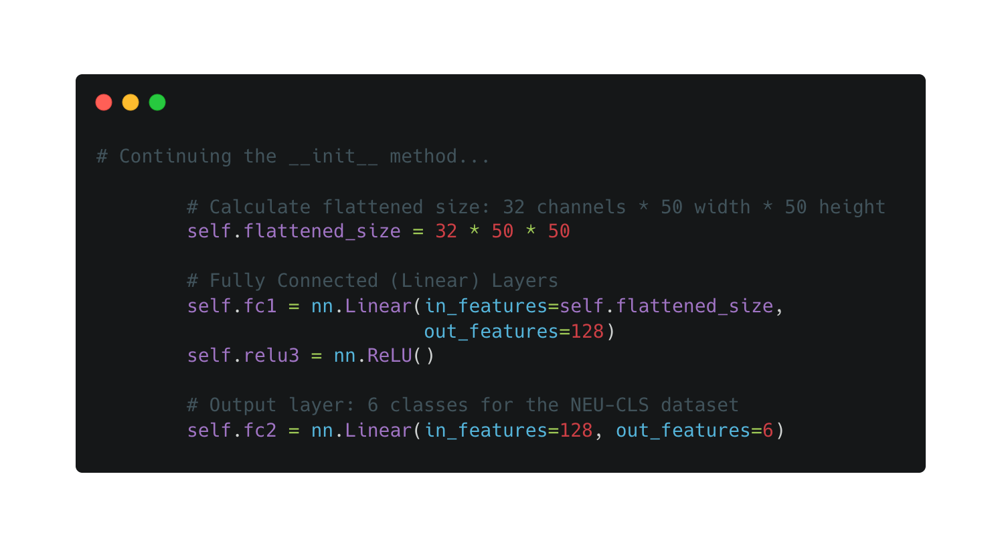 # Continuing the __init__ method...
        # Calculate flattened size: 32 channels * 50 width * 50 height
        self.flattened_size = 32 * 50 * 50
        # Fully Connected (Linear) Layers
        self.fc1 = nn.Linear(in_features=self.flattened_size,
                             out_features=128)
        self.relu3 = nn.ReLU()
        # Output layer: 6 classes for the NEU-CLS dataset
        self.fc2 = nn.Linear(in_features=128, out_features=6)